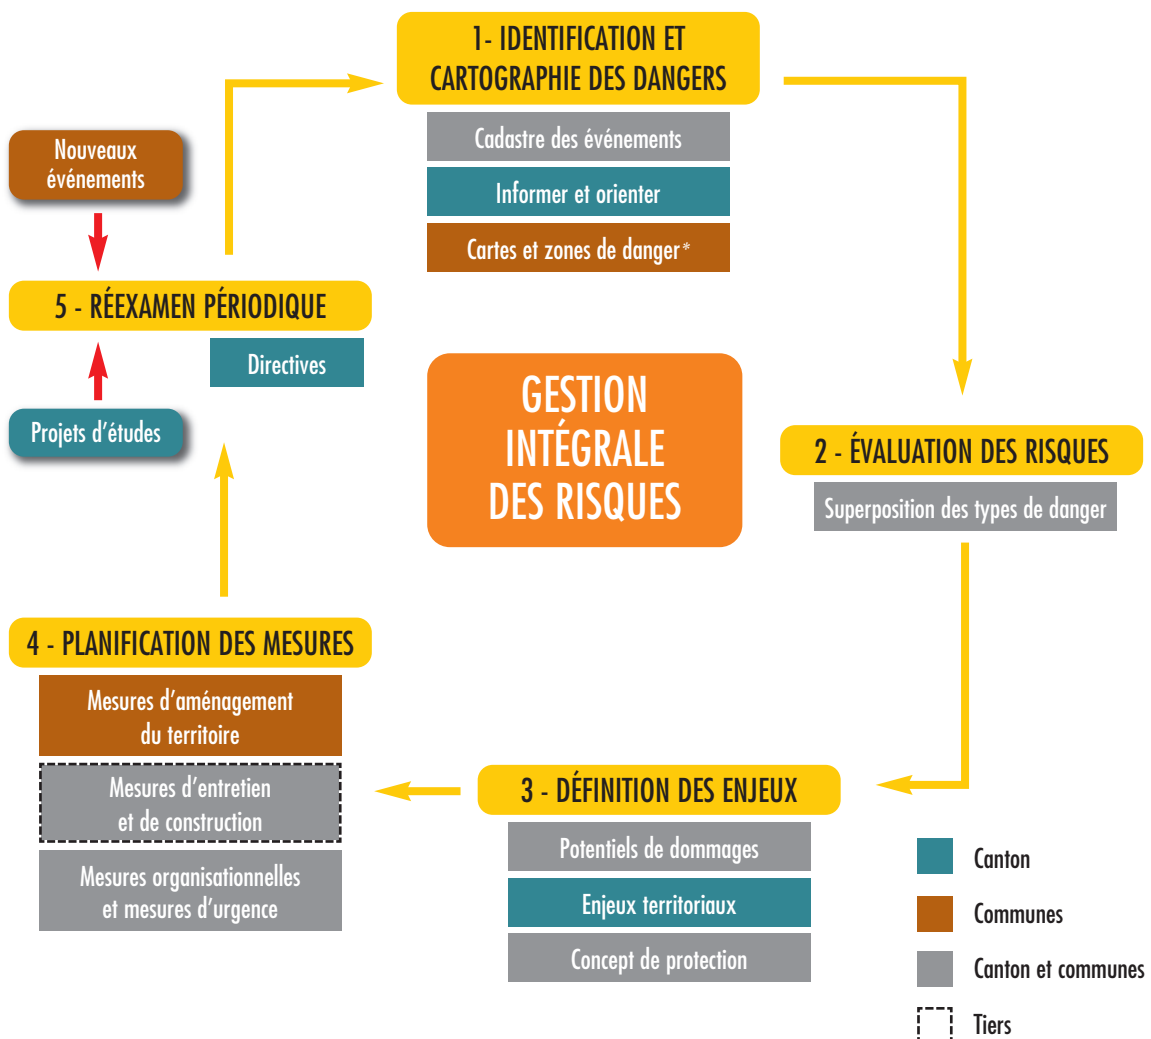 1- IDENTIFICATION ET
CARTOGRAPHIE DES DANGERS
Cadastre des événements
Informer et orienter
Cartes et zones de danger*
Nouveaux
événements
5 - RÉEXAMEN PÉRIODIQUE
Directives
Projets d'études
GESTION
INTÉGRALE
DES RISQUES
2 - ÉVALUATION DES RISQUES
Superposition des types de danger
4 - PLANIFICATION DES MESURES
Mesures d'aménagement
du territoire
Mesures d'entretien
et de construction
Mesures organisationnelles
et mesures d'urgence
3 - DÉFINITION DES ENJEUX
Potentiels de dommages
Enjeux territoriaux
Concept de protection
Canton
Communes
Canton et communes
Tiers